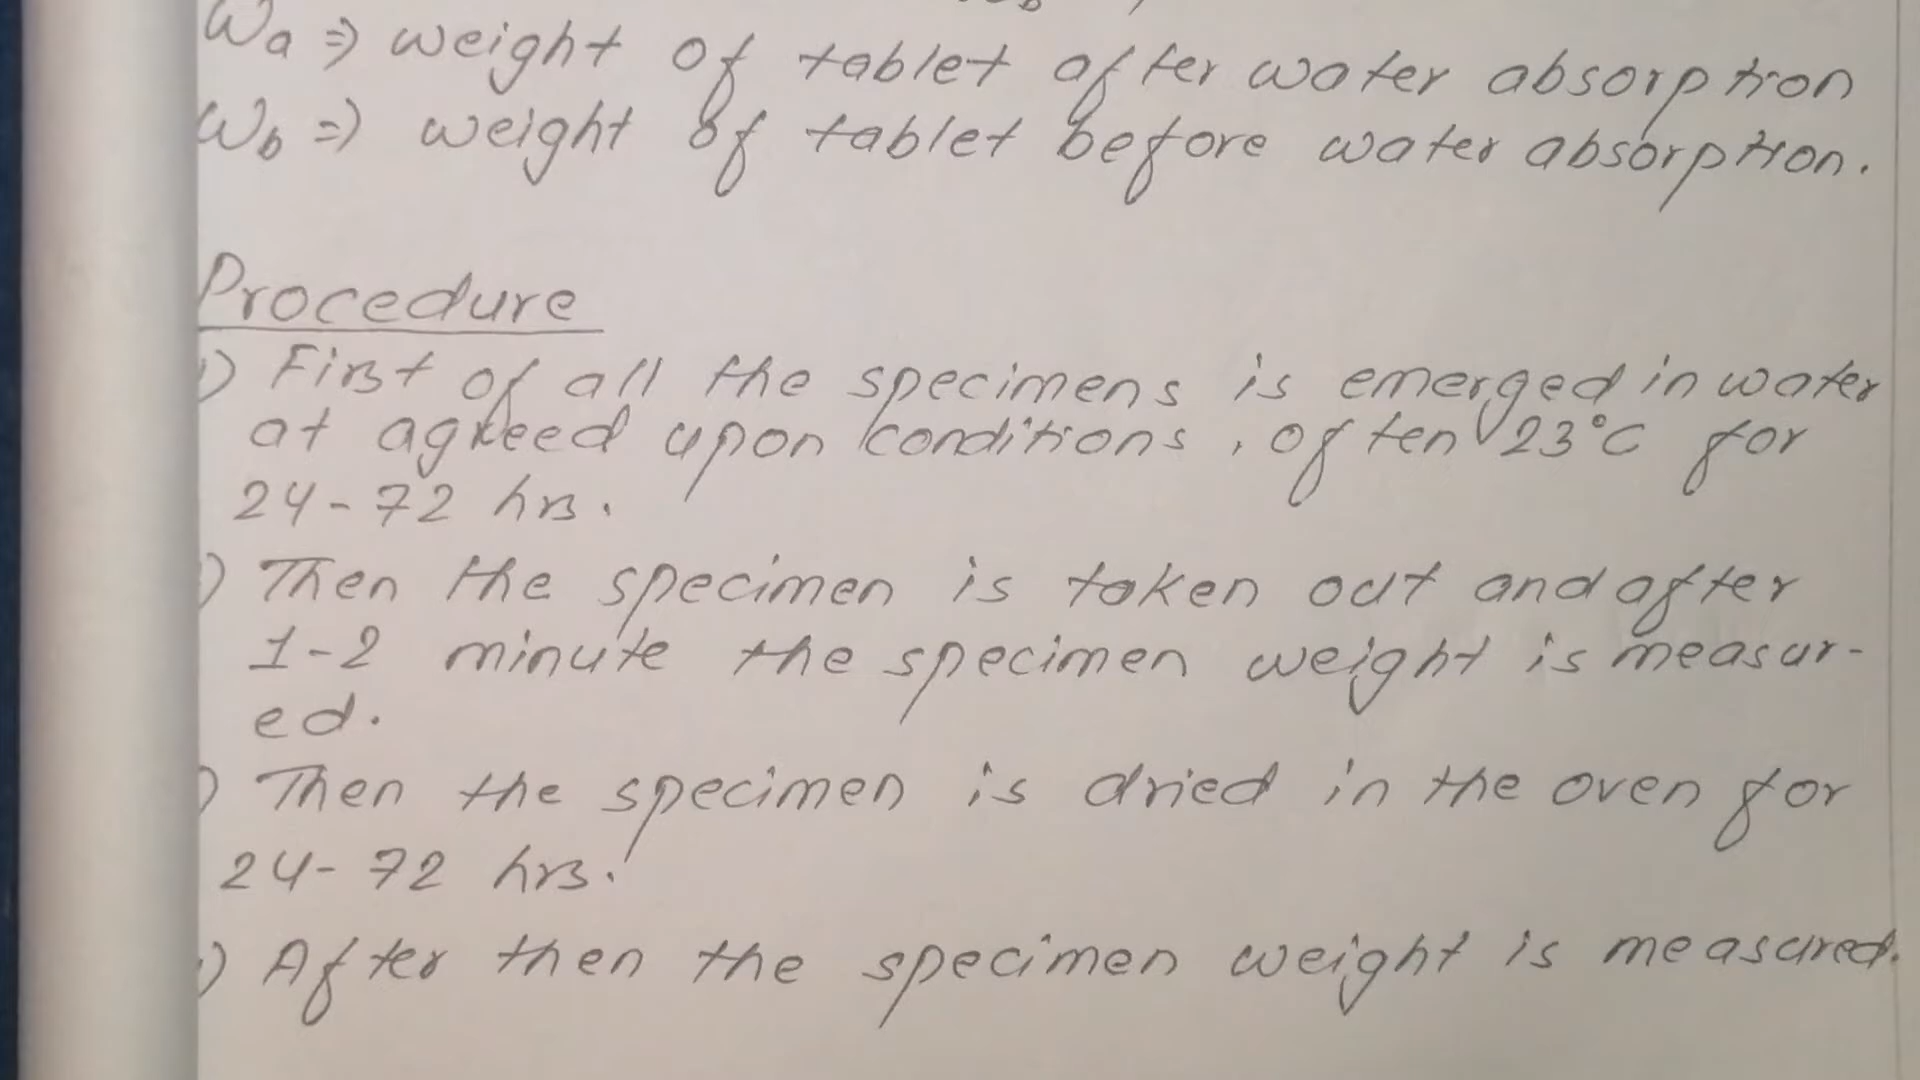 Wa ⇒ weight of tablet after water absorption
Wb ⇒ weight of tablet before water absorption.
Procedure
) First of all the specimens is emerged in water
at agreed upon conditions, often 23°C for
24-72 hrs.
) Then the specimen is taken out and after
1-2 minute the specimen weight is measur-
ed.
) Then the specimen is dried in the oven for
24-72 hrs.
) After then the specimen weight is measured.